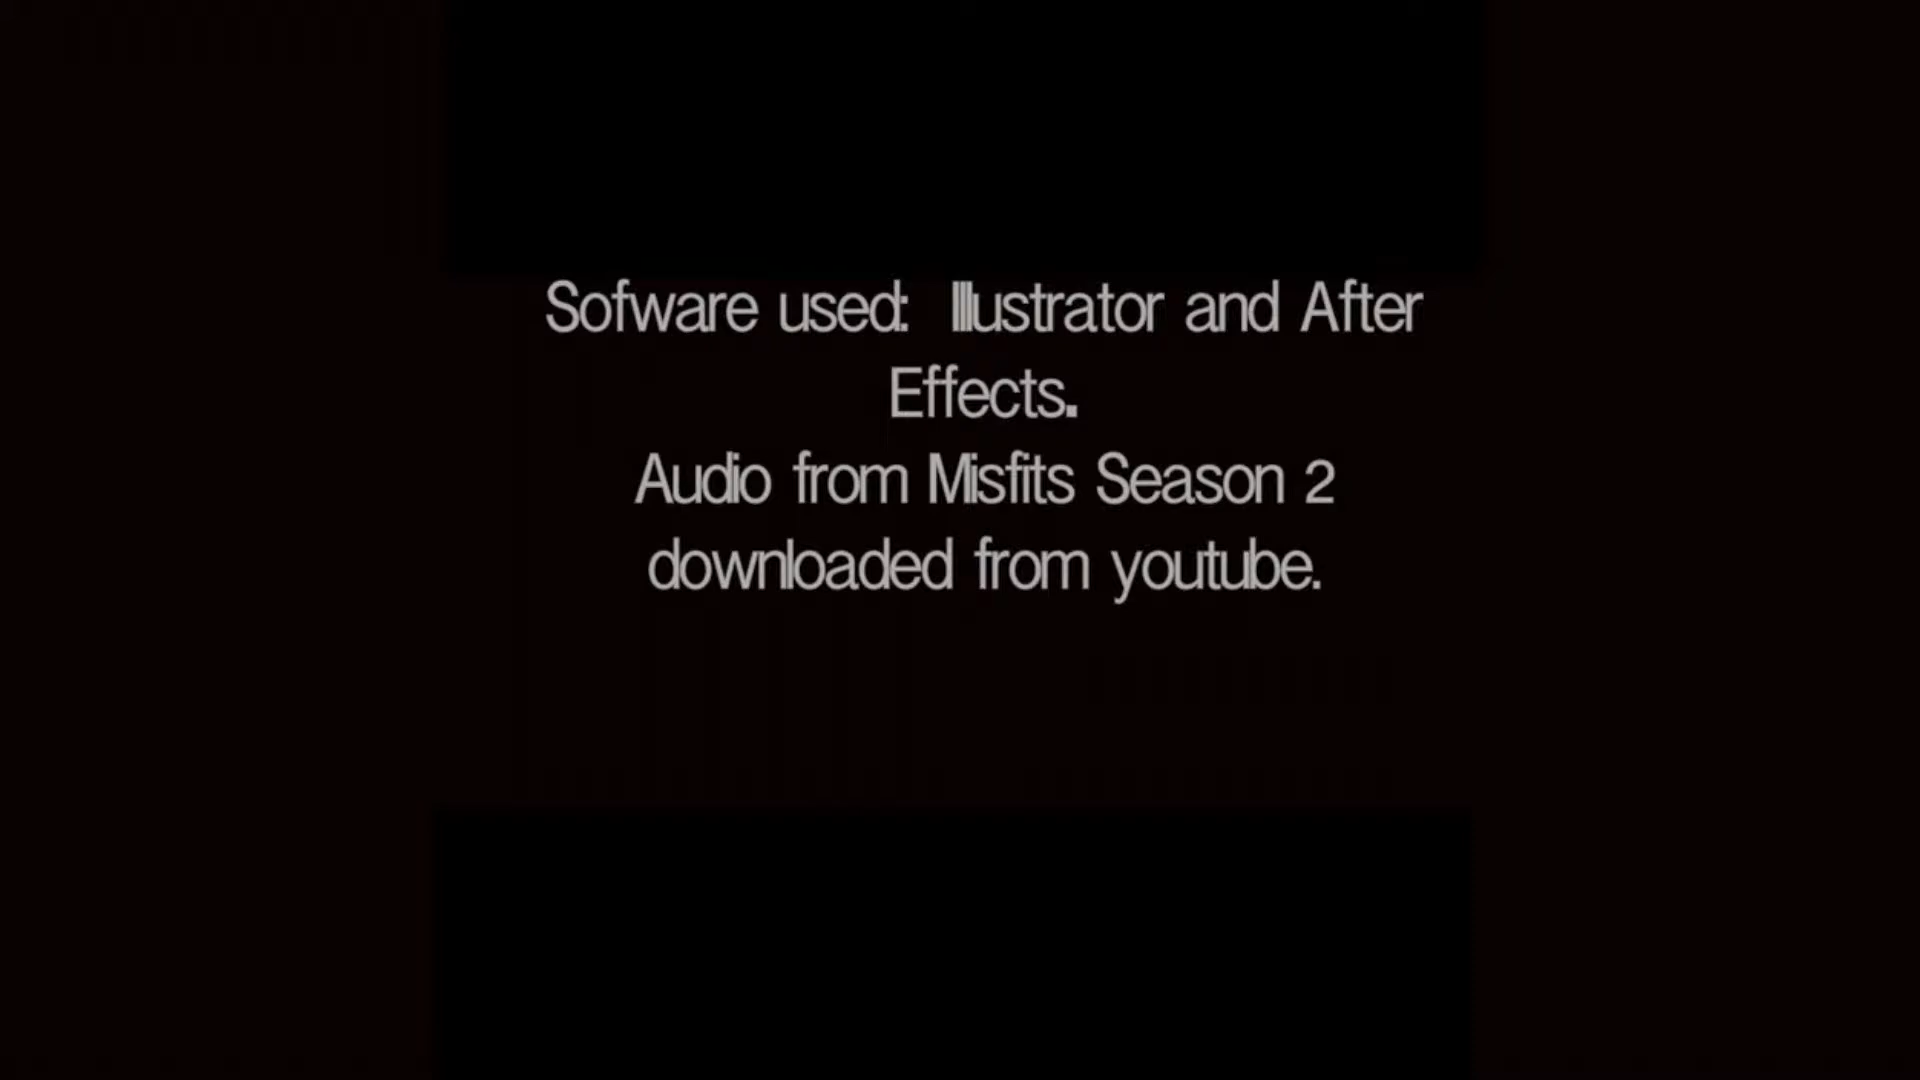 Sofware used:  Illustrator and After
Effects.
Audio from Misfits Season 2
downloaded from youtube.